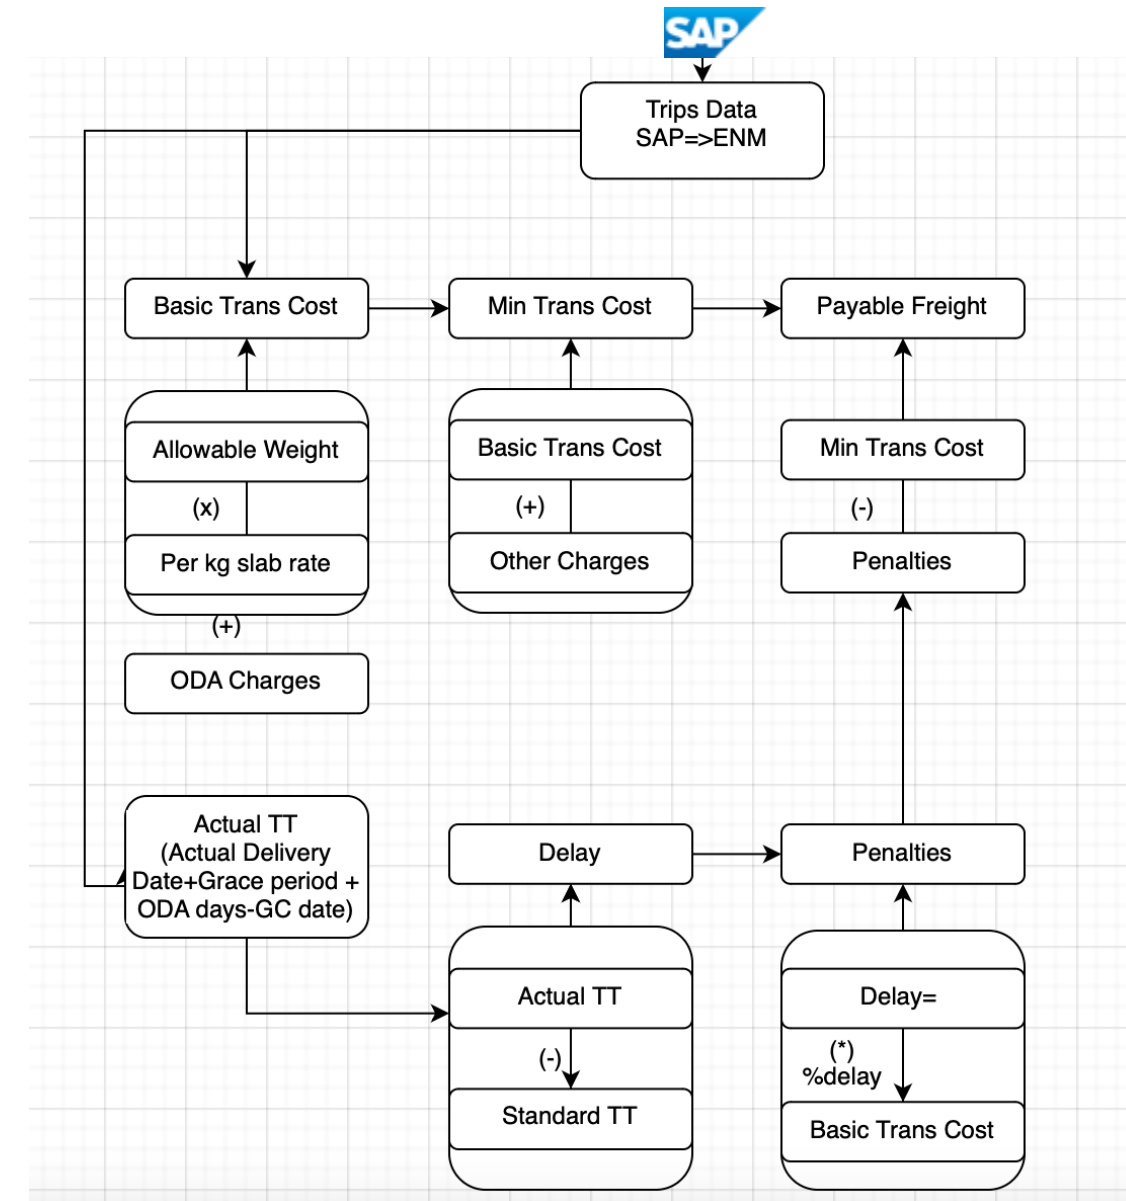 SAP
Trips Data
SAP=>ENM
Basic Trans Cost
Min Trans Cost
Payable Freight
Allowable Weight
(x)
Per kg slab rate
(+)
ODA Charges
Basic Trans Cost
(+)
Other Charges
Min Trans Cost
(-)
Penalties
Actual TT
(Actual Delivery
Date+Grace period +
ODA days-GC date)
Delay
Penalties
Actual TT
(-)
Standard TT
Delay=
(*)
%delay
Basic Trans Cost